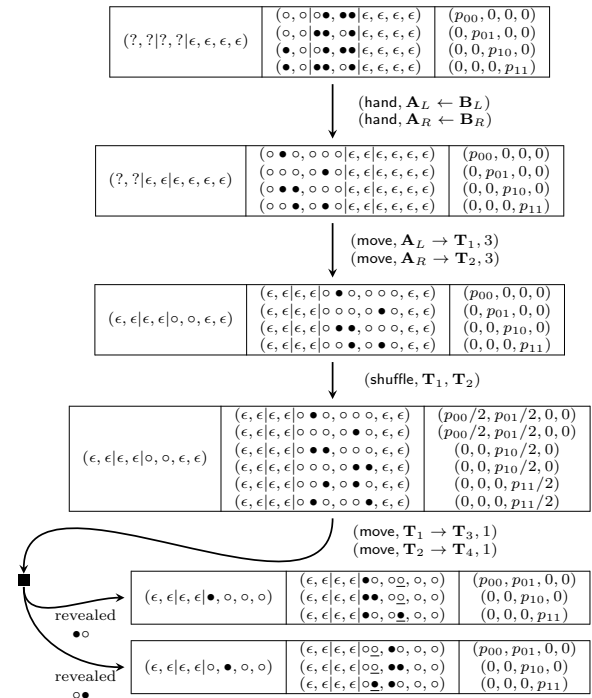 (○, ○|○●, ●●|ϵ, ϵ, ϵ, ϵ) (p₀₀, 0, 0, 0)
(?, ?|?, ?|ϵ, ϵ, ϵ, ϵ) (○, ○|●●, ○●|ϵ, ϵ, ϵ, ϵ) (0, p₀₁, 0, 0)
(●, ○|○●, ●●|ϵ, ϵ, ϵ, ϵ) (0, 0, p₁₀, 0)
(●, ○|●●, ○●|ϵ, ϵ, ϵ, ϵ) (0, 0, 0, p₁₁)
(hand, A_L ← B_L)
(hand, A_R ← B_R)
(○ ● ○, ○ ○ ○|ϵ, ϵ|ϵ, ϵ, ϵ, ϵ) (p₀₀, 0, 0, 0)
(?, ?|ϵ, ϵ|ϵ, ϵ, ϵ, ϵ) (○ ○ ○, ○ ● ○|ϵ, ϵ|ϵ, ϵ, ϵ, ϵ) (0, p₀₁, 0, 0)
(○ ● ●, ○ ○ ○|ϵ, ϵ|ϵ, ϵ, ϵ, ϵ) (0, 0, p₁₀, 0)
(○ ○ ●, ○ ● ○|ϵ, ϵ|ϵ, ϵ, ϵ, ϵ) (0, 0, 0, p₁₁)
(move, A_L → T₁, 3)
(move, A_R → T₂, 3)
(ϵ, ϵ|ϵ, ϵ|○ ● ○, ○ ○ ○, ϵ, ϵ) (p₀₀, 0, 0, 0)
(ϵ, ϵ|ϵ, ϵ|○, ○, ϵ, ϵ) (ϵ, ϵ|ϵ, ϵ|○ ○ ○, ○ ● ○, ϵ, ϵ) (0, p₀₁, 0, 0)
(ϵ, ϵ|ϵ, ϵ|○ ● ●, ○ ○ ○, ϵ, ϵ) (0, 0, p₁₀, 0)
(ϵ, ϵ|ϵ, ϵ|○ ○ ●, ○ ● ○, ϵ, ϵ) (0, 0, 0, p₁₁)
(shuffle, T₁, T₂)
(ϵ, ϵ|ϵ, ϵ|○ ● ○, ○ ○ ○, ϵ, ϵ) (p₀₀/2, p₀₁/2, 0, 0)
(ϵ, ϵ|ϵ, ϵ|○ ○ ○, ○ ● ○, ϵ, ϵ) (p₀₀/2, p₀₁/2, 0, 0)
(ϵ, ϵ|ϵ, ϵ|○, ○, ϵ, ϵ) (ϵ, ϵ|ϵ, ϵ|○ ● ●, ○ ○ ○, ϵ, ϵ) (0, 0, p₁₀/2, 0)
(ϵ, ϵ|ϵ, ϵ|○ ○ ○, ○ ● ●, ϵ, ϵ) (0, 0, p₁₀/2, 0)
(ϵ, ϵ|ϵ, ϵ|○ ○ ●, ○ ● ○, ϵ, ϵ) (0, 0, 0, p₁₁/2)
(ϵ, ϵ|ϵ, ϵ|○ ● ○, ○ ○ ●, ϵ, ϵ) (0, 0, 0, p₁₁/2)
(move, T₁ → T₃, 1)
(move, T₂ → T₄, 1)
(ϵ, ϵ|ϵ, ϵ|●○, ○○, ○, ○) (p₀₀, p₀₁, 0, 0)
(ϵ, ϵ|ϵ, ϵ|●, ○, ○, ○) (ϵ, ϵ|ϵ, ϵ|●●, ○○, ○, ○) (0, 0, p₁₀, 0)
(ϵ, ϵ|ϵ, ϵ|●○, ○●, ○, ○) (0, 0, 0, p₁₁)
revealed
●○
(ϵ, ϵ|ϵ, ϵ|○○, ●○, ○, ○) (p₀₀, p₀₁, 0, 0)
(ϵ, ϵ|ϵ, ϵ|○, ●, ○, ○) (ϵ, ϵ|ϵ, ϵ|○○, ●●, ○, ○) (0, 0, p₁₀, 0)
(ϵ, ϵ|ϵ, ϵ|○●, ●○, ○, ○) (0, 0, 0, p₁₁)
revealed
○●